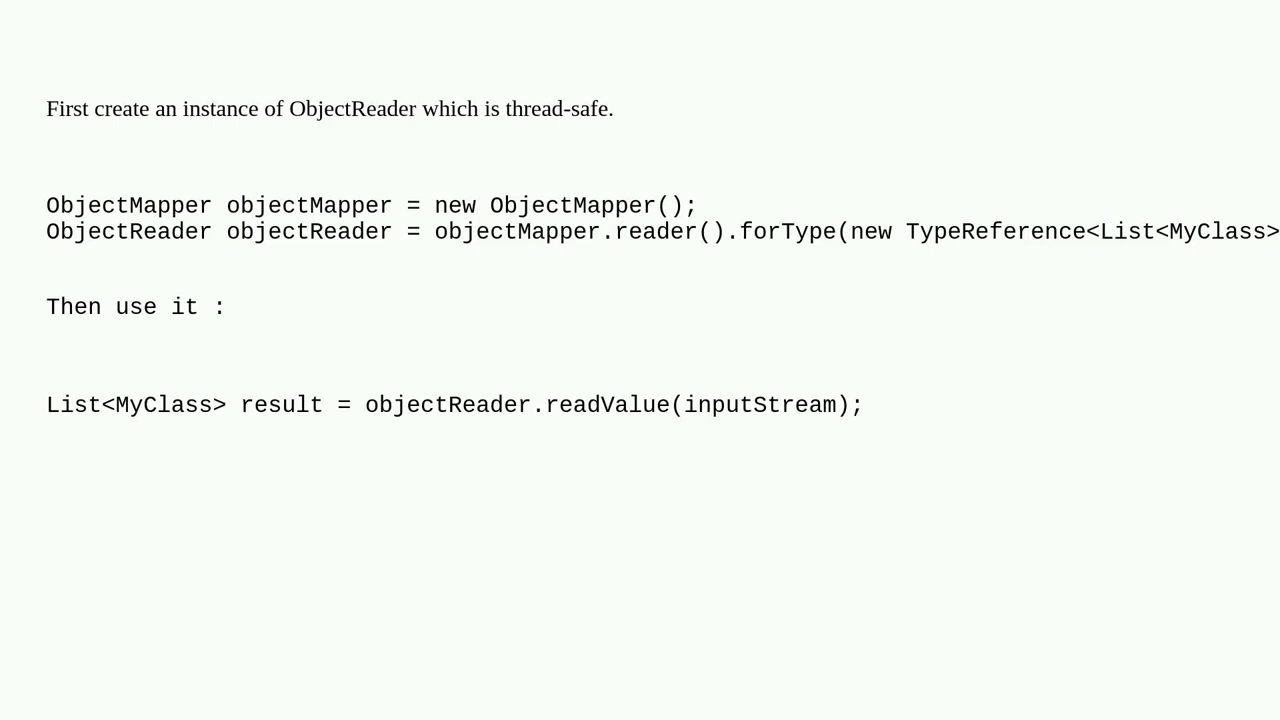 First create an instance of ObjectReader which is thread-safe.
ObjectMapper objectMapper = new ObjectMapper();
ObjectReader objectReader = objectMapper.reader().forType(new TypeReference<List<MyClass>
Then use it :
List<MyClass> result = objectReader.readValue(inputStream);